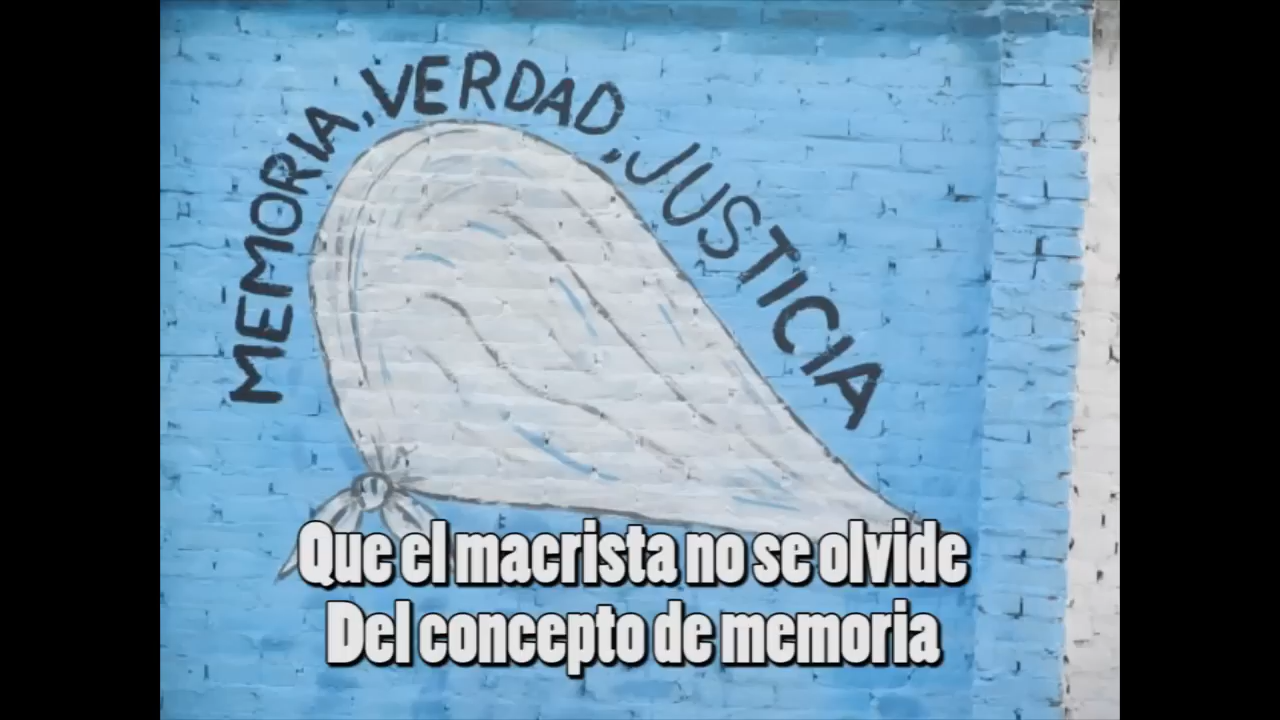 MEMORIA, VERDAD, JUSTICIA
Que el macrista no se olvide
Del concepto de memoria